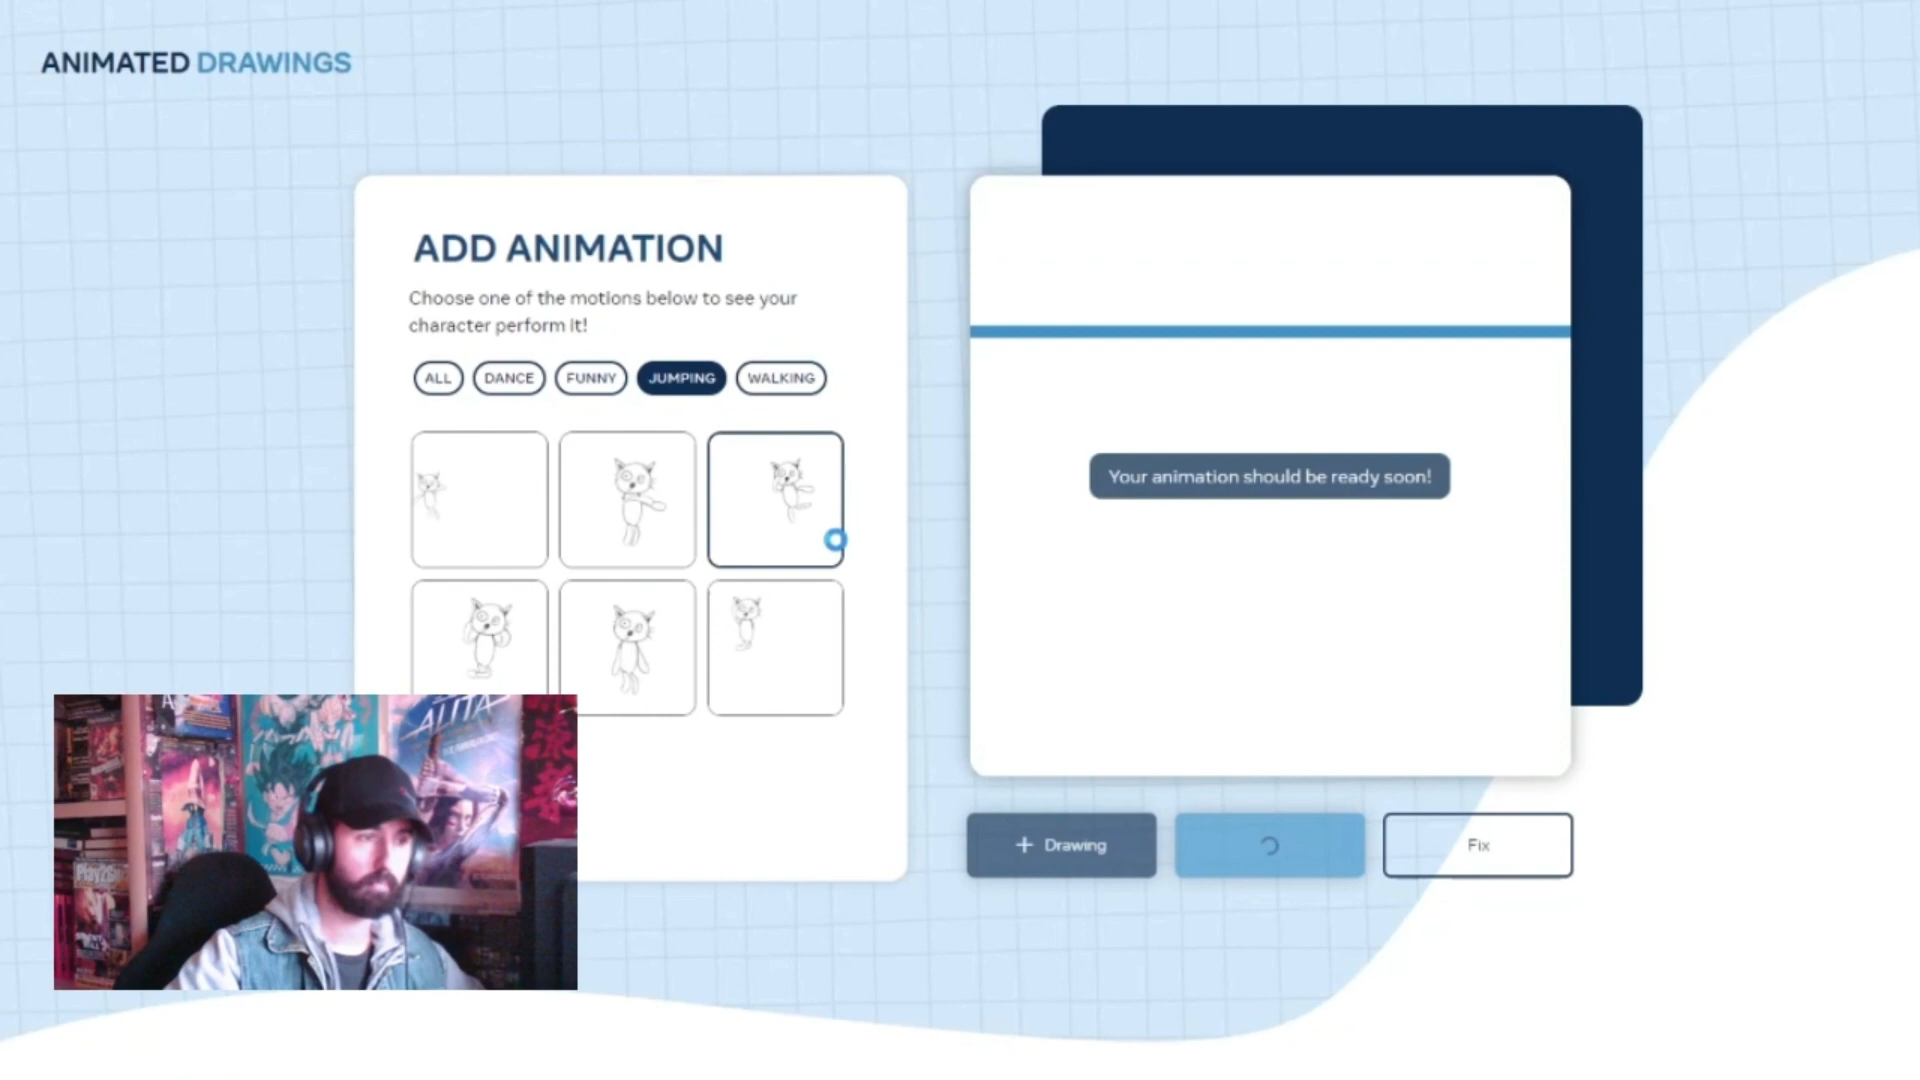 ANIMATED DRAWINGS
ADD ANIMATION
Choose one of the motions below to see your
character perform it!
ALL
DANCE
FUNNY
JUMPING
WALKING
Your animation should be ready soon!
+ Drawing
Fix
ALITA